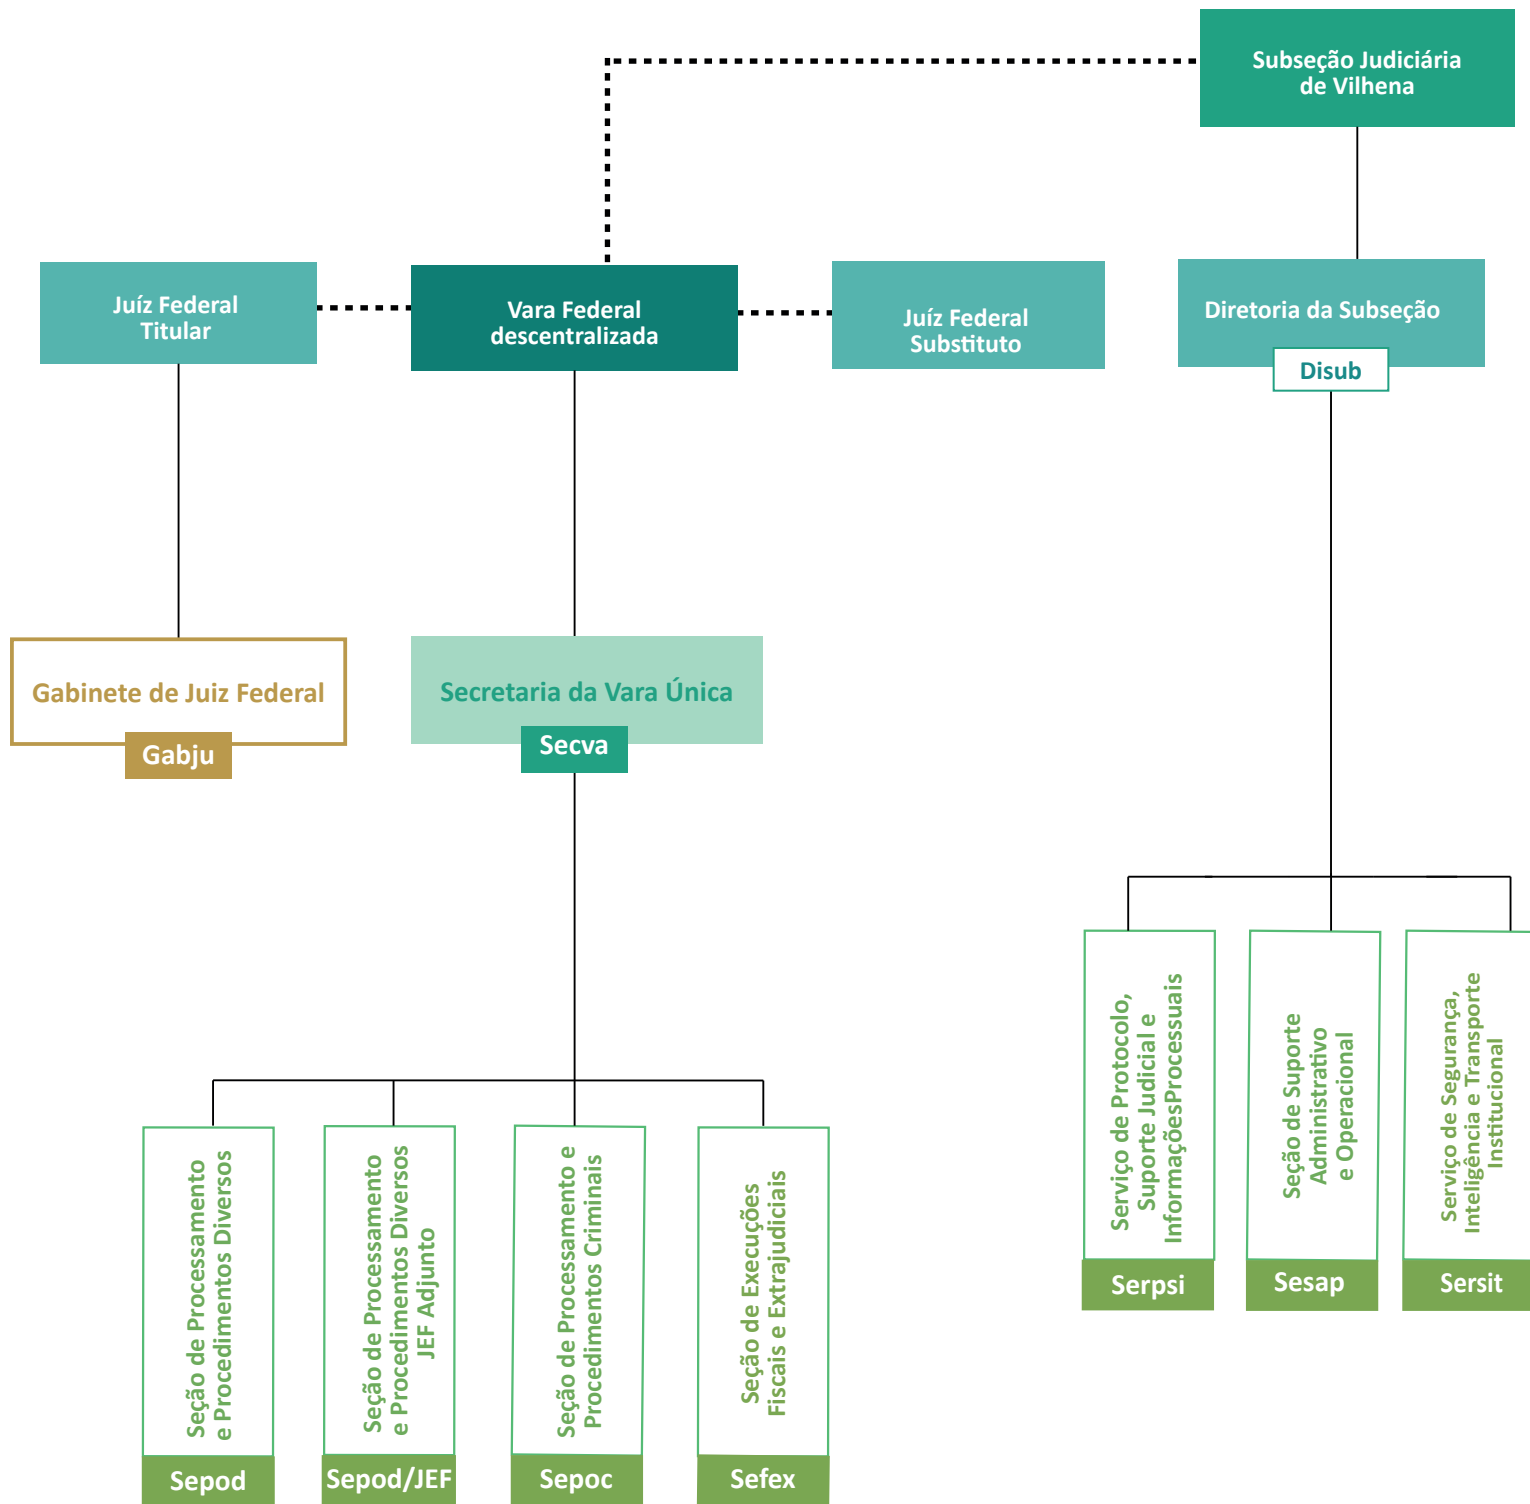 Subseção Judiciária
de Vilhena
Juíz Federal
Titular
Vara Federal
descentralizada
Juíz Federal
Substituto
Diretoria da Subseção
Disub
Gabinete de Juiz Federal
Gabju
Secretaria da Vara Única
Secva
Serviço de Protocolo,
Suporte Judicial e
InformaçõesProcessuais
Serpsi
Seção de Suporte
Administrativo
e Operacional
Sesap
Serviço de Segurança,
Inteligência e Transporte
Institucional
Sersit
Seção de Processamento
e Procedimentos Diversos
Sepod
Seção de Processamento
e Procedimentos Diversos
JEF Adjunto
Sepod/JEF
Seção de Processamento e
Procedimentos Criminais
Sepoc
Seção de Execuções
Fiscais e Extrajudiciais
Sefex